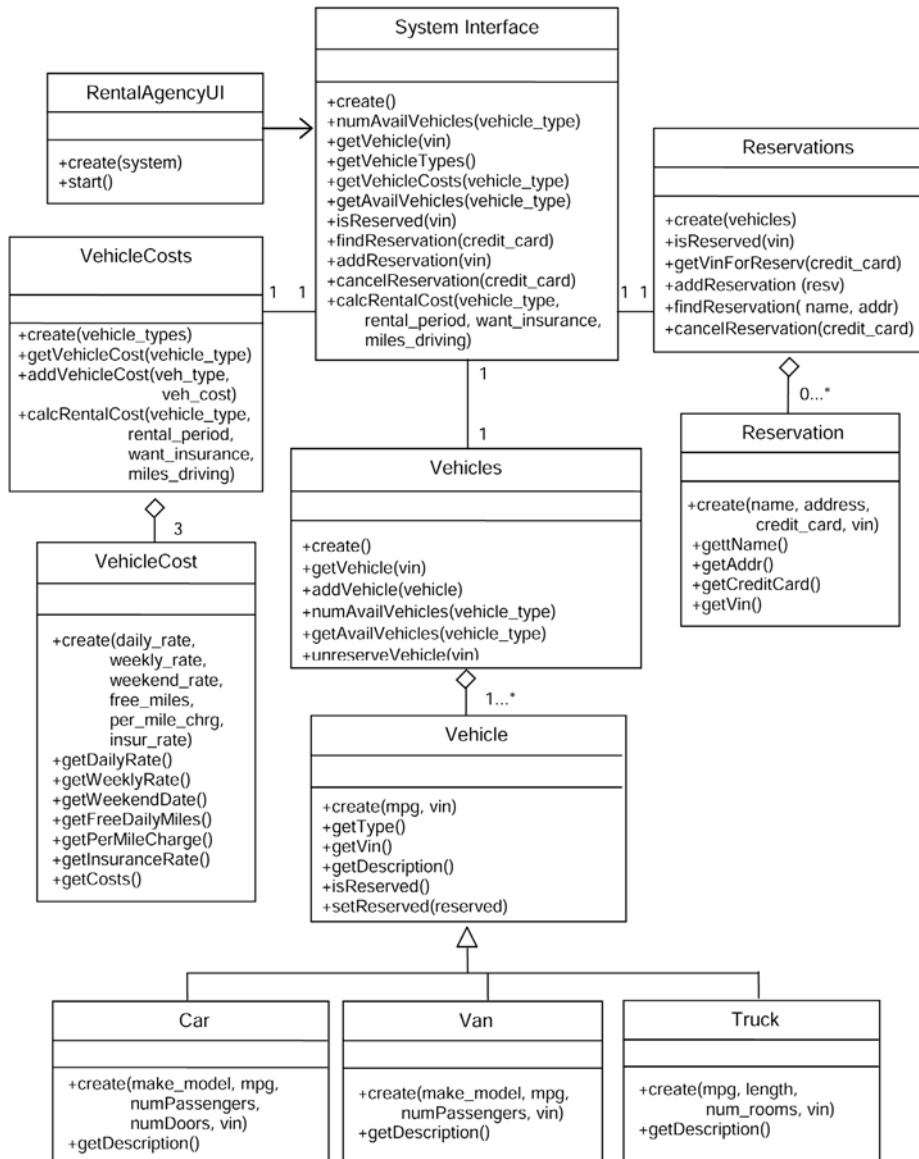 System Interface
+create()
+numAvailVehicles(vehicle_type)
+getVehicle(vin)
+getVehicleTypes()
+getVehicleCosts(vehicle_type)
+getAvailVehicles(vehicle_type)
+isReserved(vin)
+findReservation(credit_card)
+addReservation(vin)
+cancelReservation(credit_card)
+calcRentalCost(vehicle_type,
rental_period, want_insurance,
miles_driving)
RentalAgencyUI
+create(system)
+start()
Reservations
+create(vehicles)
+isReserved(vin)
+getVinForReserv(credit_card)
+addReservation (resv)
+findReservation( name, addr)
+cancelReservation(credit_card)
VehicleCosts
+create(vehicle_types)
+getVehicleCost(vehicle_type)
+addVehicleCost(veh_type,
veh_cost)
+calcRentalCost(vehicle_type,
rental_period,
want_insurance,
miles_driving)
1 1
1 1
1
1
0...*
Reservation
+create(name, address,
credit_card, vin)
+gettName()
+getAddr()
+getCreditCard()
+getVin()
Vehicles
+create()
+getVehicle(vin)
+addVehicle(vehicle)
+numAvailVehicles(vehicle_type)
+getAvailVehicles(vehicle_type)
+unreserveVehicle(vin)
3
VehicleCost
+create(daily_rate,
weekly_rate,
weekend_rate,
free_miles,
per_mile_chrg,
insur_rate)
+getDailyRate()
+getWeeklyRate()
+getWeekendDate()
+getFreeDailyMiles()
+getPerMileCharge()
+getInsuranceRate()
+getCosts()
1...*
Vehicle
+create(mpg, vin)
+getType()
+getVin()
+getDescription()
+isReserved()
+setReserved(reserved)
Car
+create(make_model, mpg,
numPassengers,
numDoors, vin)
+getDescription()
Van
+create(make_model, mpg,
numPassengers, vin)
+getDescription()
Truck
+create(mpg, length,
num_rooms, vin)
+getDescription()